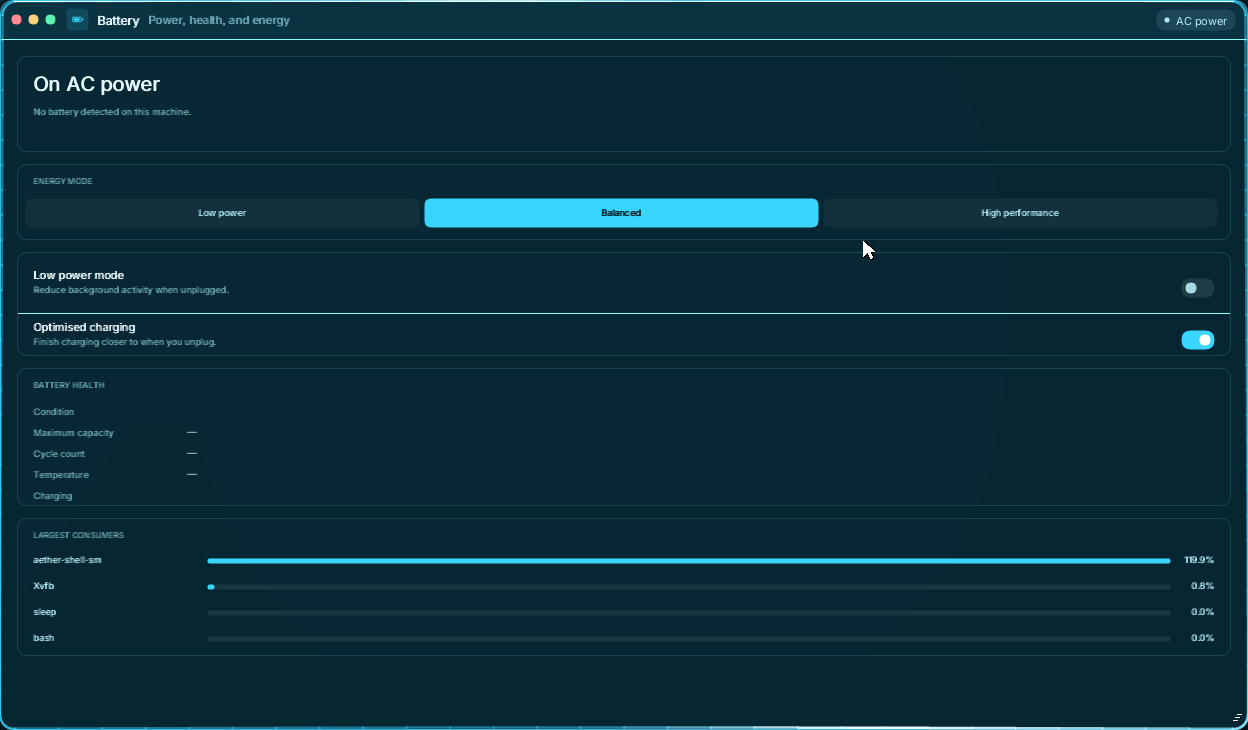 Battery Power, health, and energy
AC power
On AC power
No battery detected on this machine.
ENERGY MODE
Low power Balanced High performance
Low power mode
Reduce background activity when unplugged.
Optimised charging
Finish charging closer to when you unplug.
BATTERY HEALTH
Condition
Maximum capacity —
Cycle count —
Temperature —
Charging
LARGEST CONSUMERS
aether-shell-sm 119.9%
Xvfb 0.8%
sleep 0.0%
bash 0.0%